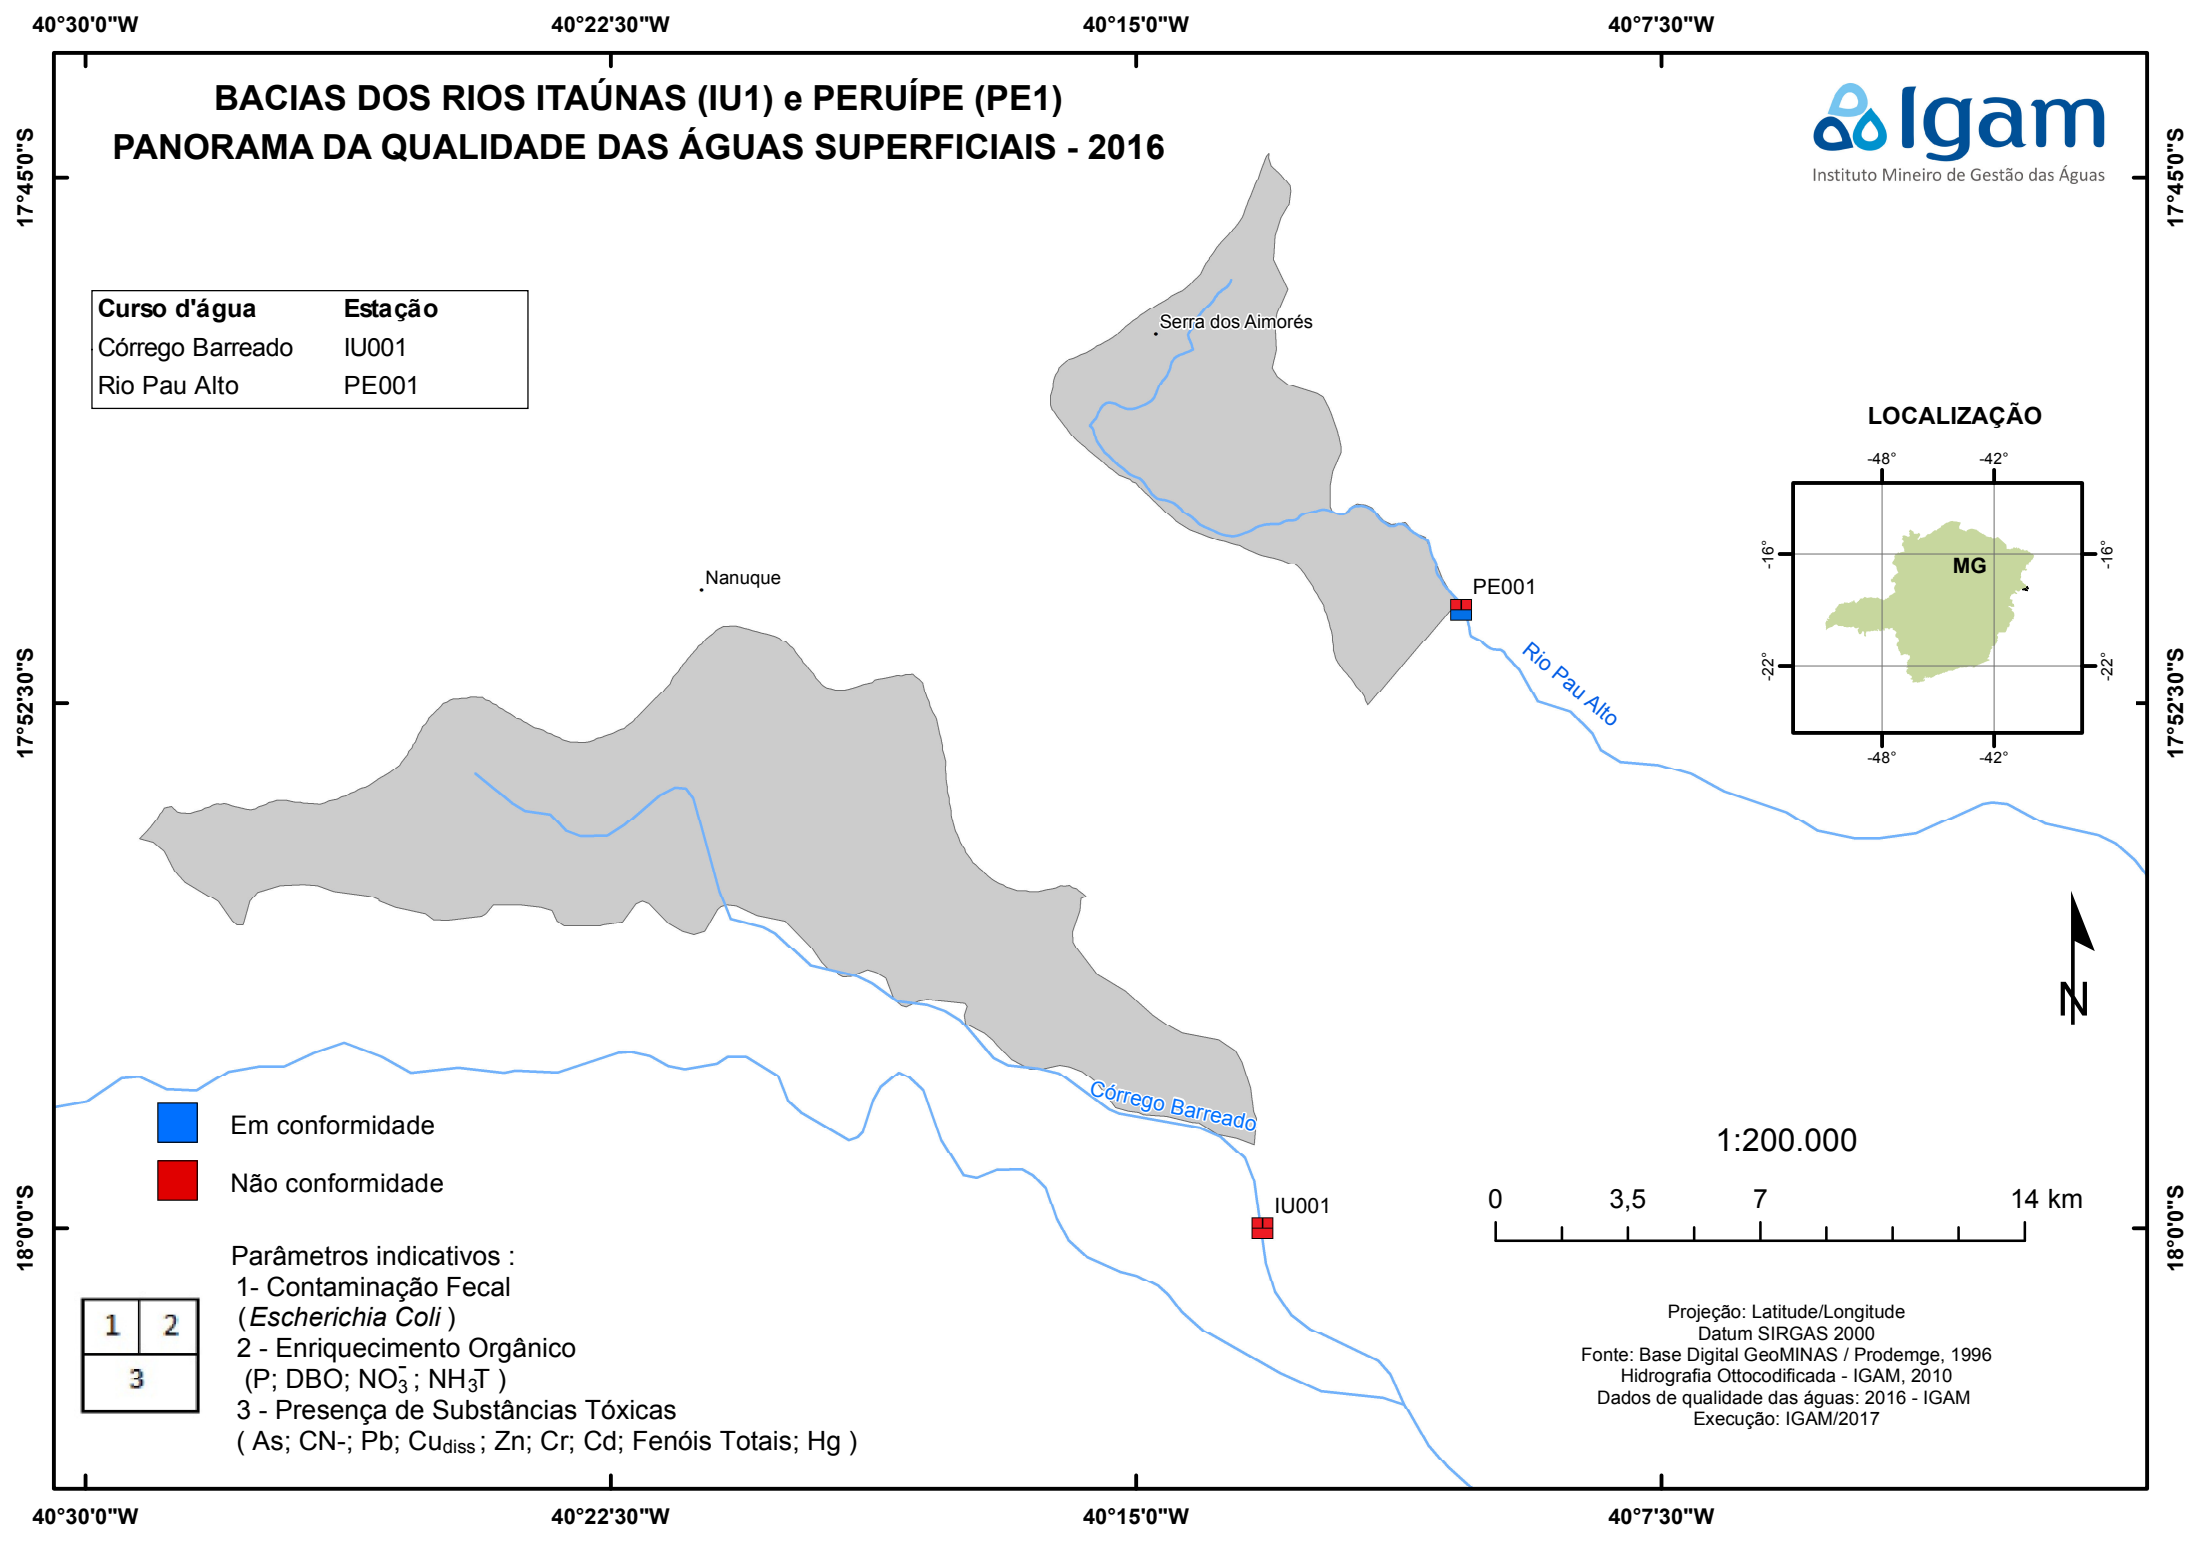 40°30'0"W 40°22'30"W 40°15'0"W 40°7'30"W
BACIAS DOS RIOS ITAÚNAS (IU1) e PERUÍPE (PE1)
PANORAMA DA QUALIDADE DAS ÁGUAS SUPERFICIAIS - 2016
Igam
Instituto Mineiro de Gestão das Águas
17°45'0"S 17°45'0"S
Curso d'água Estação
Córrego Barreado IU001
Rio Pau Alto PE001
Serra dos Aimorés
LOCALIZAÇÃO
-48° -42°
-16° -16°
MG
-22° -22°
-48° -42°
Nanuque
PE001
Rio Pau Alto
17°52'30"S 17°52'30"S
N
Córrego Barreado
IU001
Em conformidade
Não conformidade
1:200.000
0 3,5 7 14 km
18°0'0"S 18°0'0"S
Parâmetros indicativos :
1- Contaminação Fecal
(Escherichia Coli )
2 - Enriquecimento Orgânico
(P; DBO; NO₃⁻; NH₃T )
3 - Presença de Substâncias Tóxicas
( As; CN-; Pb; Cudiss ; Zn; Cr; Cd; Fenóis Totais; Hg )
1 2
3
Projeção: Latitude/Longitude
Datum SIRGAS 2000
Fonte: Base Digital GeoMINAS / Prodemge, 1996
Hidrografia Ottocodificada - IGAM, 2010
Dados de qualidade das águas: 2016 - IGAM
Execução: IGAM/2017
40°30'0"W 40°22'30"W 40°15'0"W 40°7'30"W